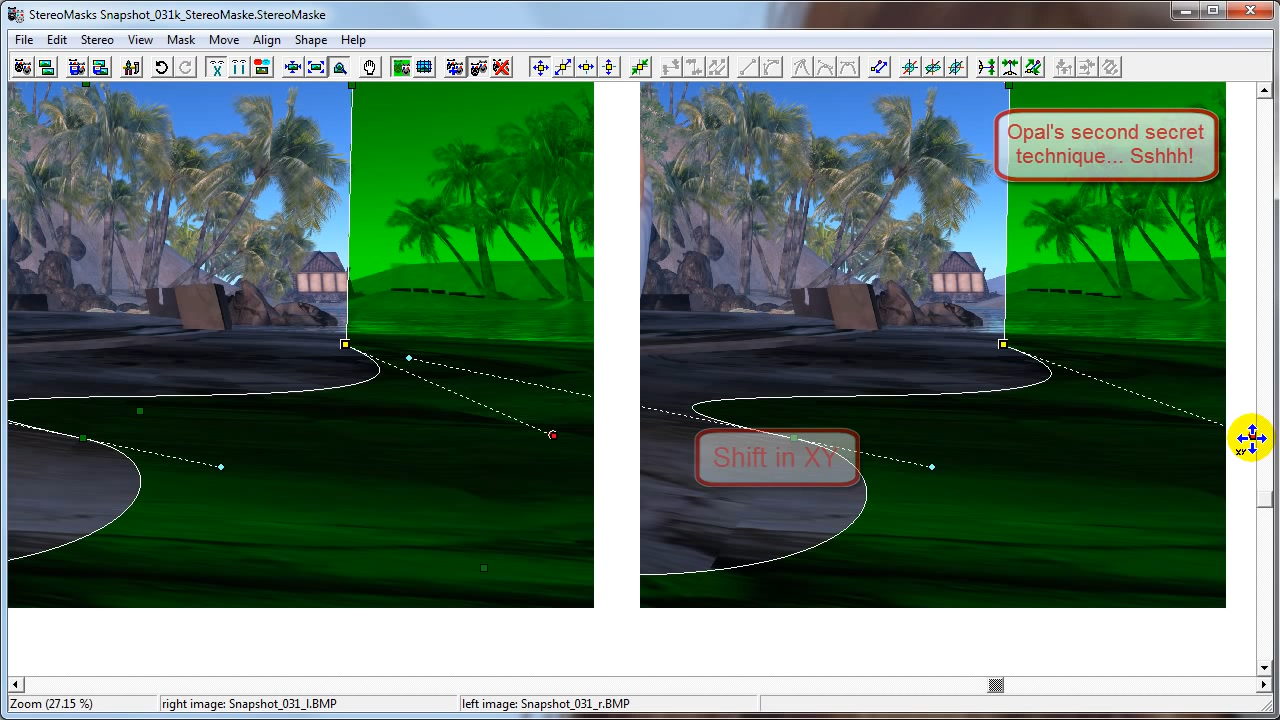 StereoMasks Snapshot_031k_StereoMaske.StereoMaske
File Edit Stereo View Mask Move Align Shape Help
Opal's second secret
technique... Sshhh!
Shift in XY
XY
Zoom (27.15 %) right image: Snapshot_031_l.BMP left image: Snapshot_031_r.BMP